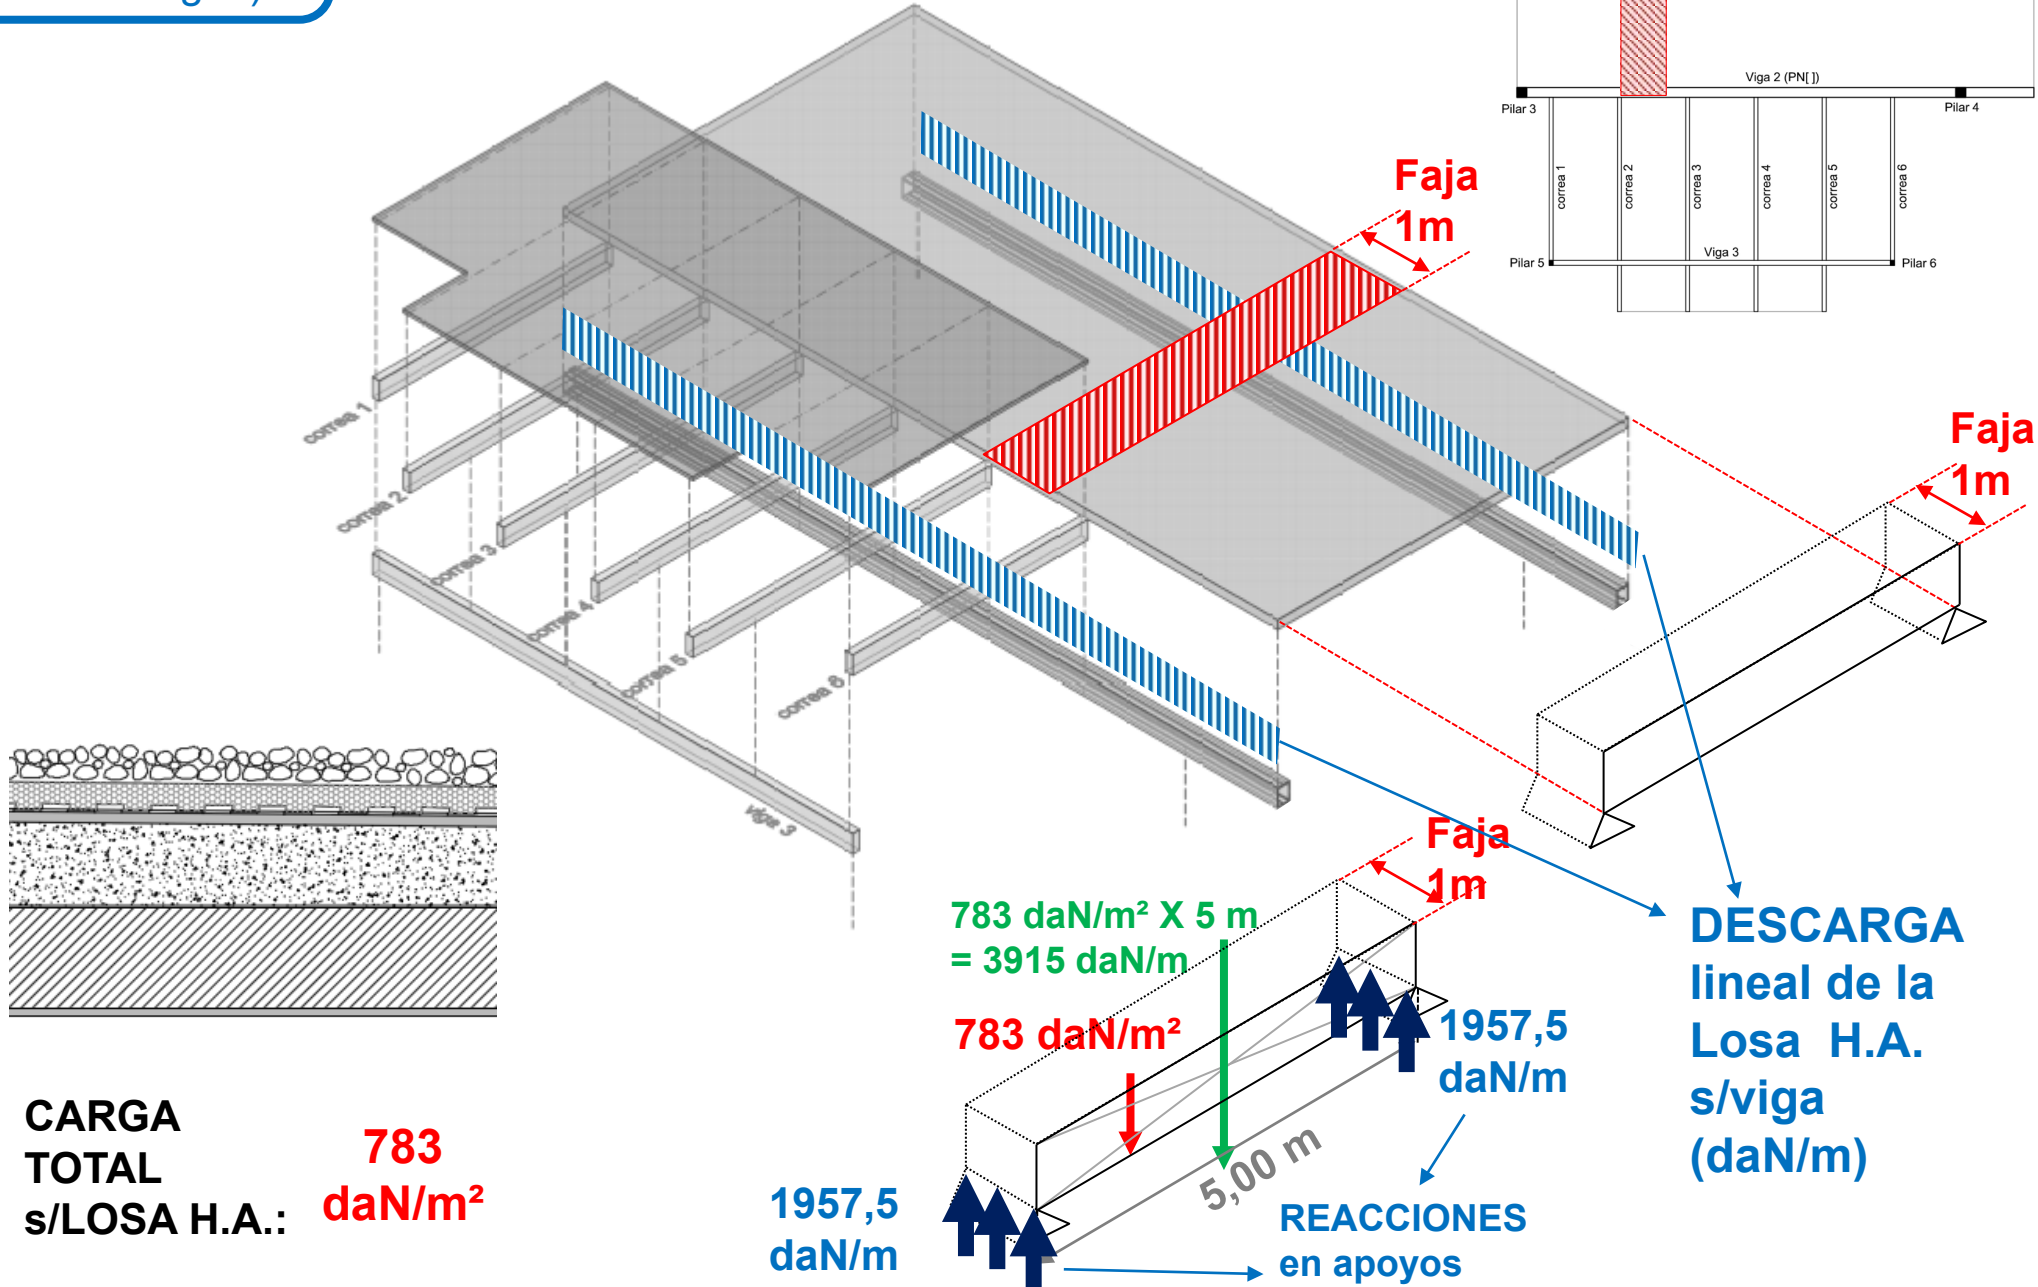 Viga 2 (PN[ ])
Pilar 3
Pilar 4
correa 1
correa 2
correa 3
correa 4
correa 5
correa 6
Viga 3
Pilar 5
Pilar 6
Faja
1m
Faja
1m
correa 1
correa 2
correa 3
correa 4
correa 5
correa 6
viga 3
Faja
1m
783 daN/m² X 5 m
= 3915 daN/m
783 daN/m²
1957,5
daN/m
5,00 m
1957,5
daN/m
REACCIONES
en apoyos
DESCARGA
lineal de la
Losa H.A.
s/viga
(daN/m)
CARGA
TOTAL
s/LOSA H.A.:
783
daN/m²